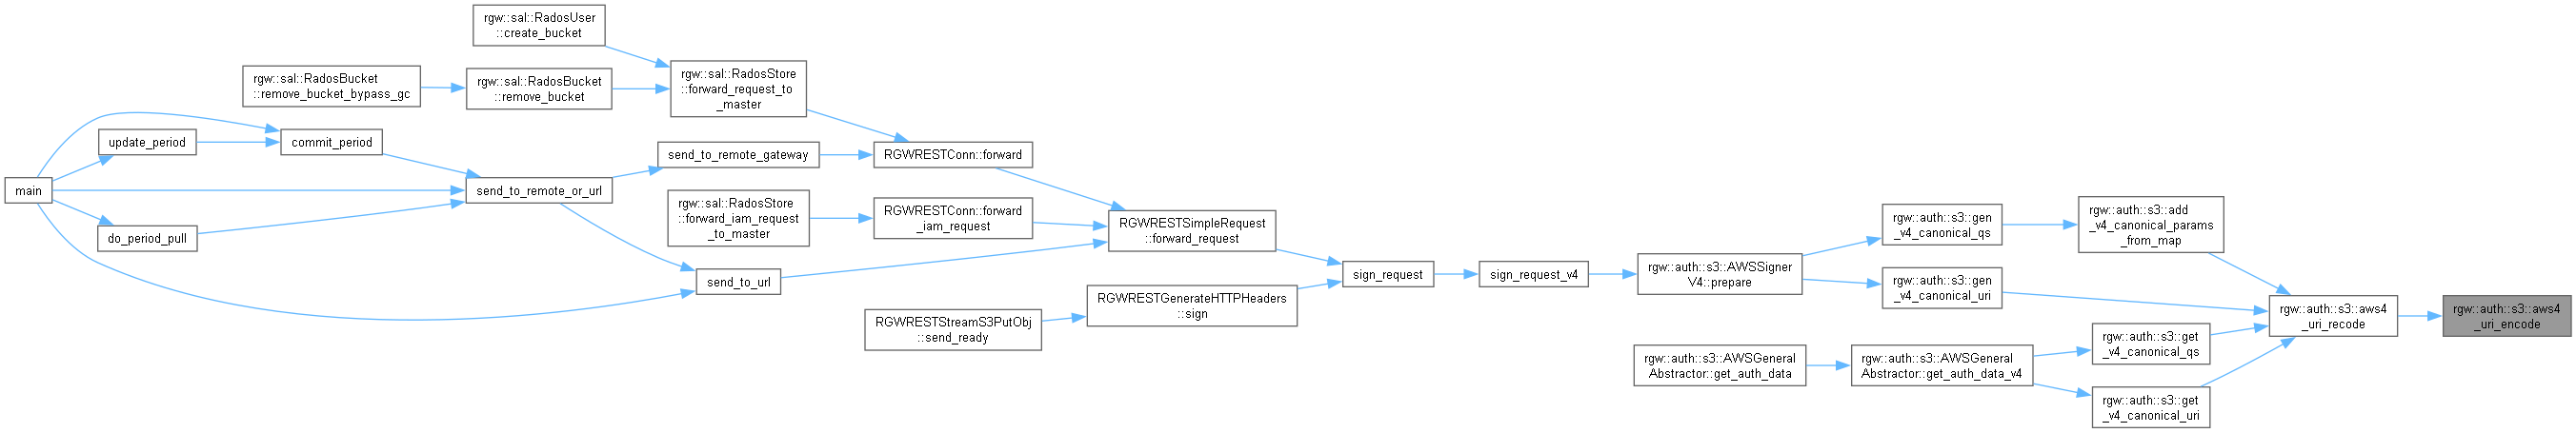 main
update_period
do_period_pull
rgw::sal::RadosBucket
::remove_bucket_bypass_gc
commit_period
rgw::sal::RadosUser
::create_bucket
rgw::sal::RadosBucket
::remove_bucket
send_to_remote_or_url
rgw::sal::RadosStore
::forward_request_to
_master
send_to_remote_gateway
rgw::sal::RadosStore
::forward_iam_request
_to_master
send_to_url
RGWRESTConn::forward
RGWRESTConn::forward
_iam_request
RGWRESTStreamS3PutObj
::send_ready
RGWRESTSimpleRequest
::forward_request
RGWRESTGenerateHTTPHeaders
::sign
sign_request
sign_request_v4
rgw::auth::s3::AWSSigner
V4::prepare
rgw::auth::s3::AWSGeneral
Abstractor::get_auth_data
rgw::auth::s3::gen
_v4_canonical_qs
rgw::auth::s3::gen
_v4_canonical_uri
rgw::auth::s3::AWSGeneral
Abstractor::get_auth_data_v4
rgw::auth::s3::add
_v4_canonical_params
_from_map
rgw::auth::s3::get
_v4_canonical_qs
rgw::auth::s3::get
_v4_canonical_uri
rgw::auth::s3::aws4
_uri_recode
rgw::auth::s3::aws4
_uri_encode